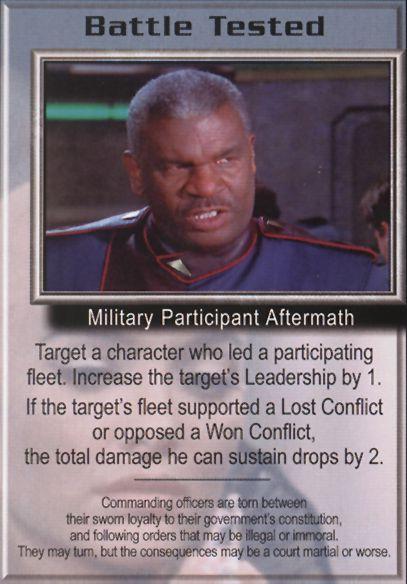 Battle Tested
Military Participant Aftermath
Target a character who led a participating
fleet. Increase the target's Leadership by 1.
If the target's fleet supported a Lost Conflict
or opposed a Won Conflict,
the total damage he can sustain drops by 2.
Commanding officers are torn between
their sworn loyalty to their government's constitution,
and following orders that may be illegal or immoral.
They may turn, but the consequences may be a court martial or worse.